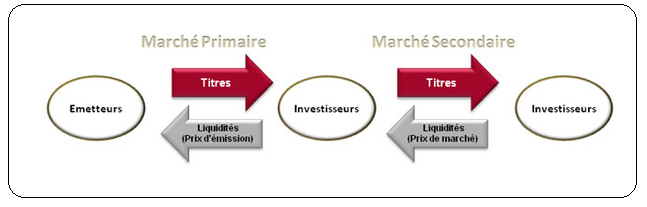 Marché Primaire
Marché Secondaire
Titres
Titres
Emetteurs
Investisseurs
Investisseurs
Liquidités
(Prix d'émission)
Liquidités
(Prix de marché)